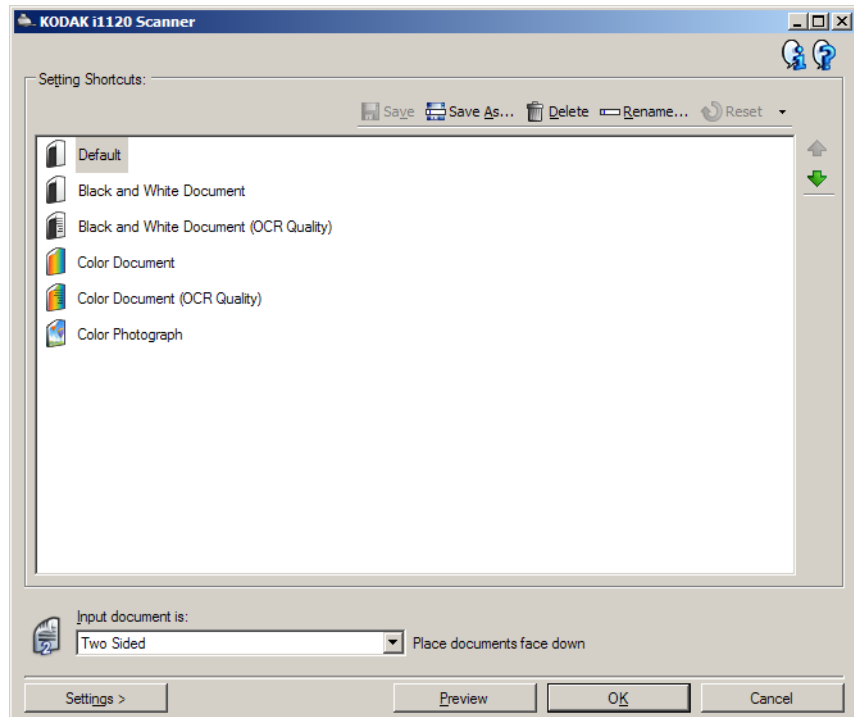 KODAK i1120 Scanner
Setting Shortcuts:
Save Save As... Delete Rename... Reset
Default
Black and White Document
Black and White Document (OCR Quality)
Color Document
Color Document (OCR Quality)
Color Photograph
Input document is:
2 Two Sided Place documents face down
Settings > Preview OK Cancel